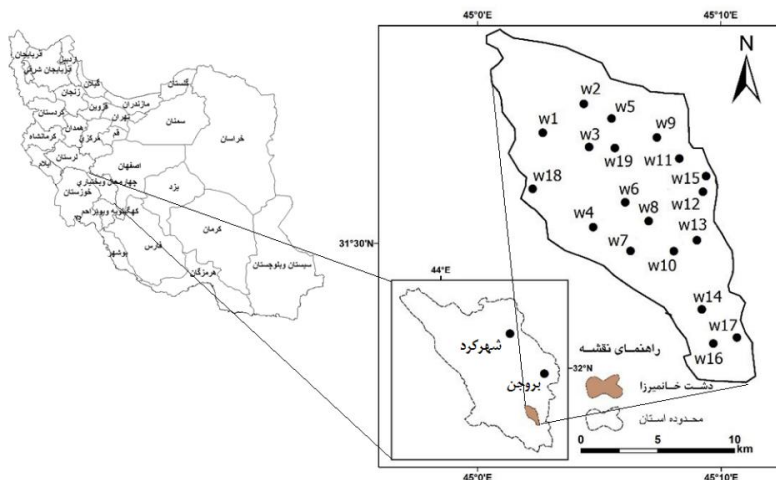 آذربایجان
آذربایجان شرقی
اردبیل
گیلان
زنجان
کردستان
قزوین
مازندران
گلستان
تهران
سمنان
خراسان
همدان
مرکزی
قم
کرمانشاه
لرستان
ایلام
اصفهان
چهارمحال وبختیاری
خوزستان
یزد
کهگیلویه وبویراحمد
فارس
کرمان
بوشهر
هرمزگان
سیستان وبلوچستان
45°0'E
45°10'E
N
w2
w5
w1
w9
w3
w19
w11
w15
w18
w6
w12
w8
w4
w13
w7
w10
31°30'N
w14
w17
w16
44°E
شهرکرد
بروجن
32°N
راهنمای نقشه
دشت خانمیرزا
محدوده استان
0 5 10
km
45°0'E
45°10'E